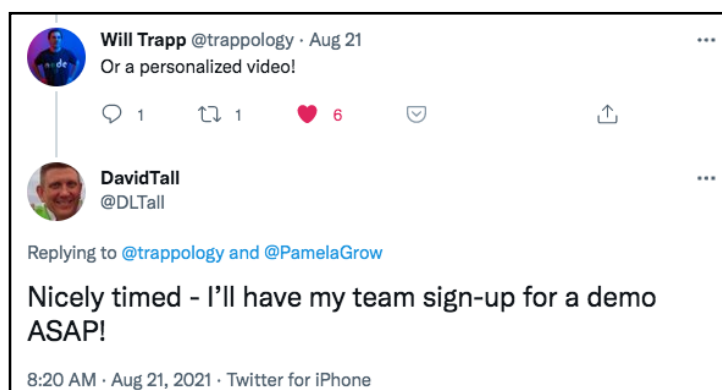 Will Trapp @trappology · Aug 21
Or a personalized video!
1 1 6
DavidTall
@DLTall
Replying to @trappology and @PamelaGrow
Nicely timed - I’ll have my team sign-up for a demo
ASAP!
8:20 AM · Aug 21, 2021 · Twitter for iPhone